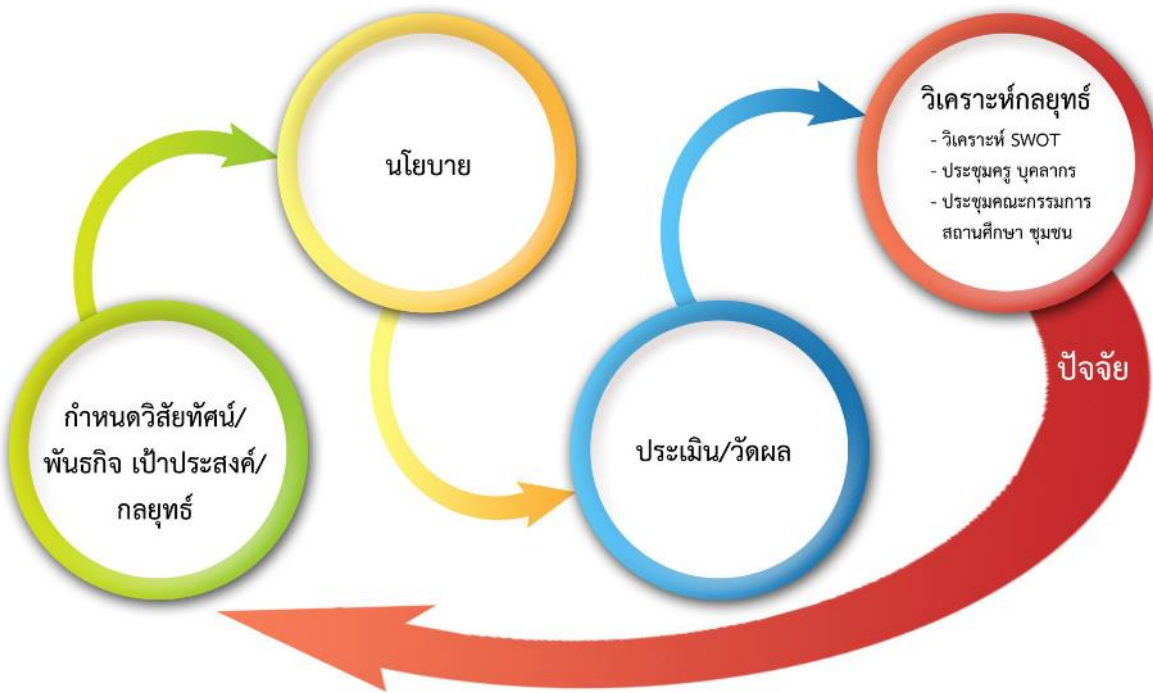 กำหนดวิสัยทัศน์/
พันธกิจ เป้าประสงค์/
กลยุทธ์
นโยบาย
ประเมิน/วัดผล
วิเคราะห์กลยุทธ์
- วิเคราะห์ SWOT
- ประชุมครู บุคลากร
- ประชุมคณะกรรมการ
สถานศึกษา ชุมชน
ปัจจัย